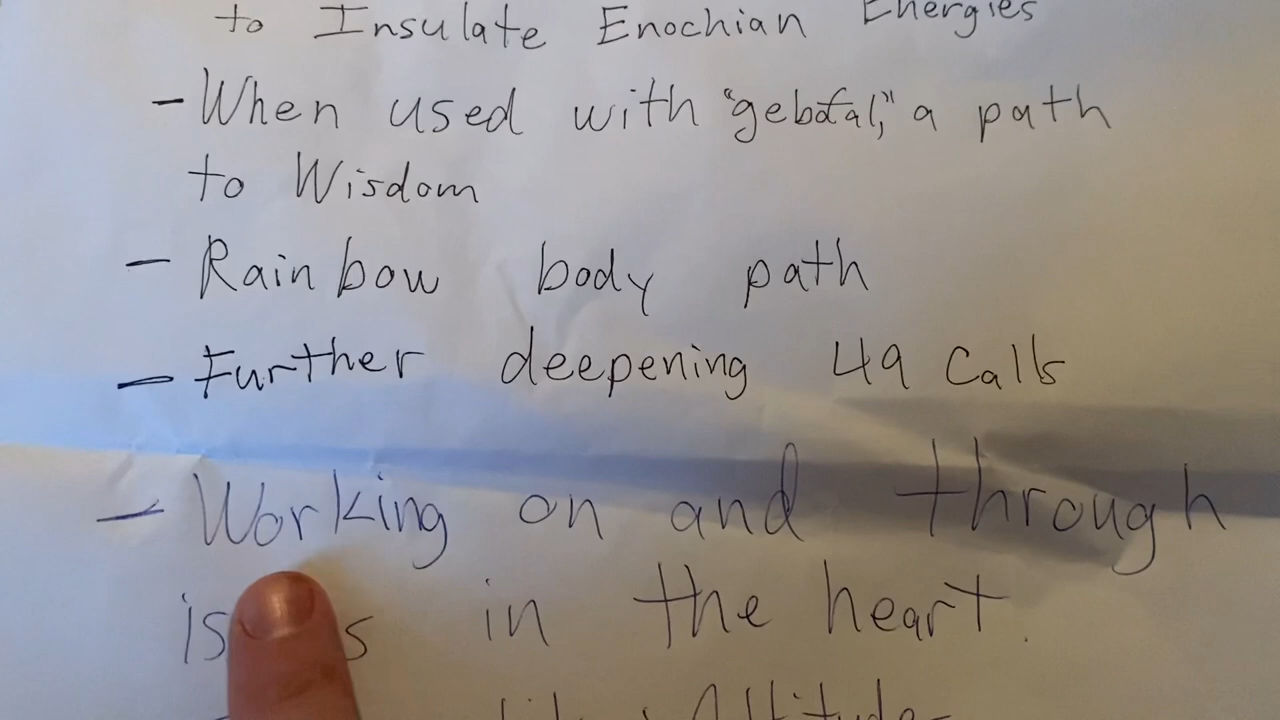 to Insulate Enochian Energies
- When used with "gebofal," a path
to Wisdom
- Rainbow body path
- Further deepening 49 Calls
- Working on and through
in the heart.